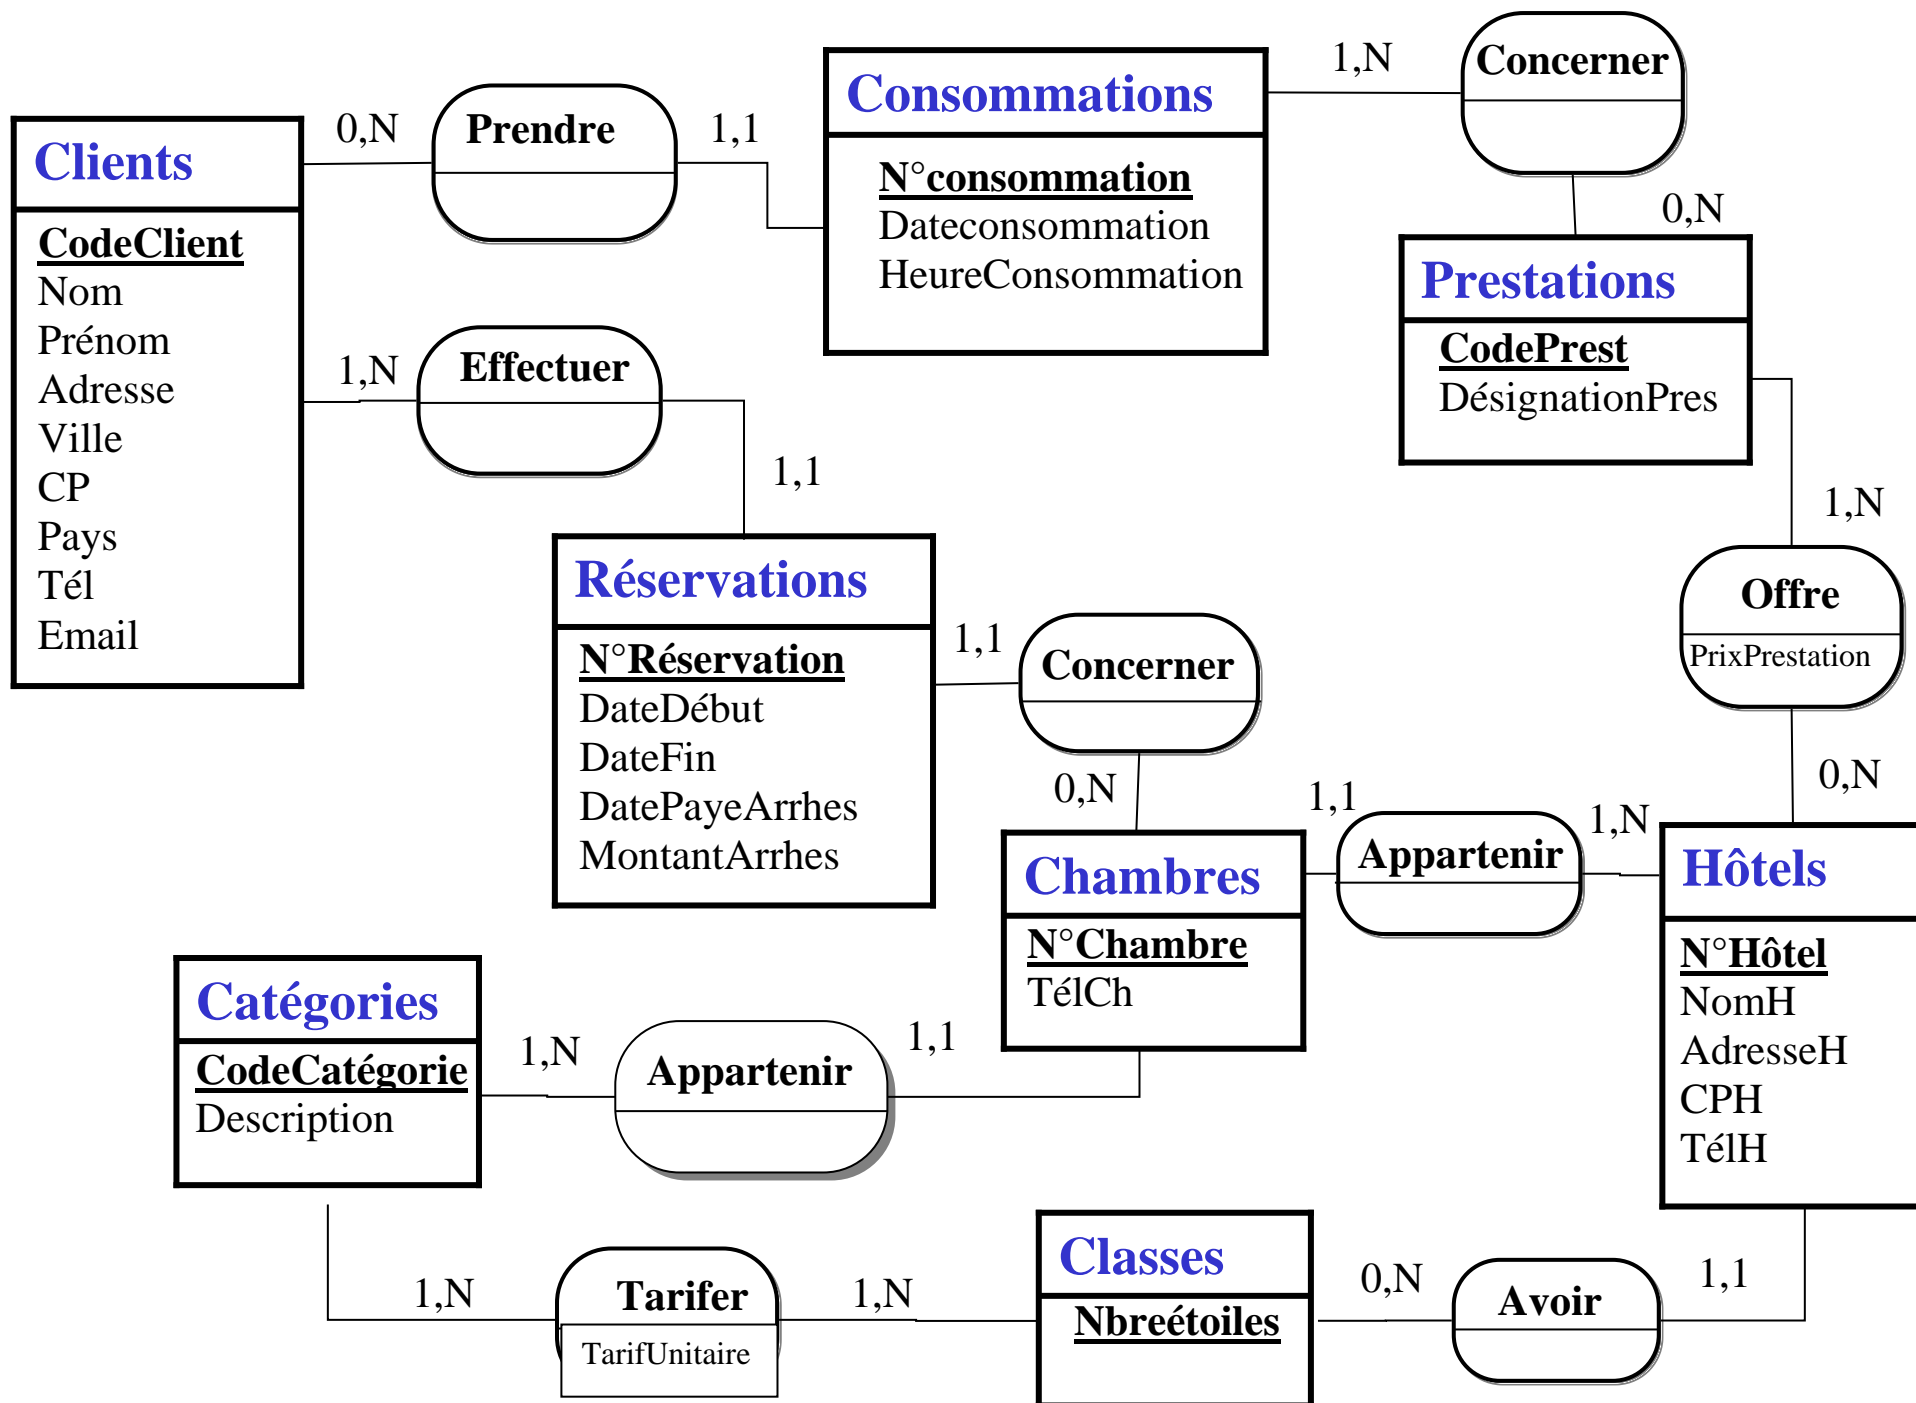 Clients
CodeClient
Nom
Prénom
Adresse
Ville
CP
Pays
Tél
Email
0,N
Prendre
1,1
Consommations
N°consommation
Dateconsommation
HeureConsommation
1,N
Concerner
0,N
Prestations
CodePrest
DésignationPres
1,N
Effectuer
1,1
Réservations
N°Réservation
DateDébut
DateFin
DatePayeArrhes
MontantArrhes
1,1
Concerner
0,N
1,N
Offre
PrixPrestation
0,N
Chambres
N°Chambre
TélCh
1,1
Appartenir
1,N
Hôtels
N°Hôtel
NomH
AdresseH
CPH
TélH
Catégories
CodeCatégorie
Description
1,N
Appartenir
1,1
1,N
Tarifer
TarifUnitaire
1,N
Classes
Nbreétoiles
0,N
Avoir
1,1